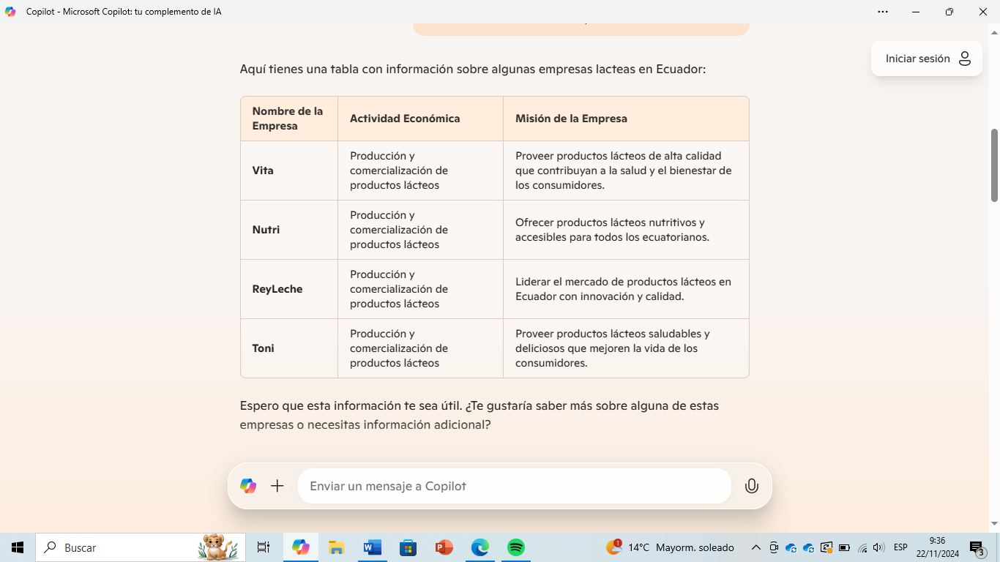 Copilot - Microsoft Copilot: tu complemento de IA
Iniciar sesión
Aquí tienes una tabla con información sobre algunas empresas lacteas en Ecuador:
Nombre de la
Empresa
Actividad Económica
Misión de la Empresa
Vita
Producción y
comercialización de
productos lácteos
Proveer productos lácteos de alta calidad
que contribuyan a la salud y el bienestar de
los consumidores.
Nutri
Producción y
comercialización de
productos lácteos
Ofrecer productos lácteos nutritivos y
accesibles para todos los ecuatorianos.
ReyLeche
Producción y
comercialización de
productos lácteos
Liderar el mercado de productos lácteos en
Ecuador con innovación y calidad.
Toni
Producción y
comercialización de
productos lácteos
Proveer productos lácteos saludables y
deliciosos que mejoren la vida de los
consumidores.
Espero que esta información te sea útil. ¿Te gustaría saber más sobre alguna de estas
empresas o necesitas información adicional?
Enviar un mensaje a Copilot
Buscar
1
14°C Mayorm. soleado
ESP
9:36
22/11/2024
3